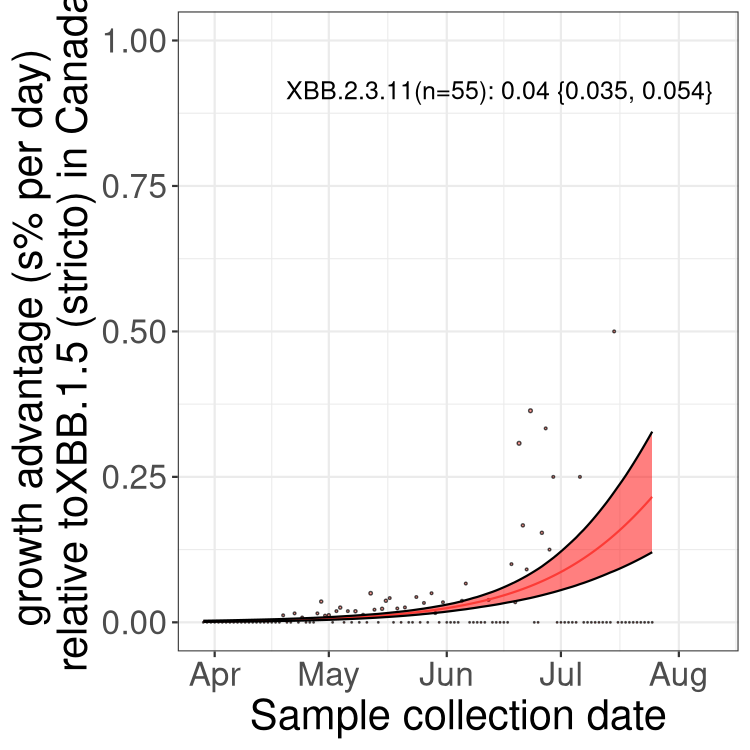 growth advantage (s% per day)
relative toXBB.1.5 (stricto) in Canada
1.00
0.75
0.50
0.25
0.00
XBB.2.3.11(n=55): 0.04 {0.035, 0.054}
Apr May Jun Jul Aug
Sample collection date